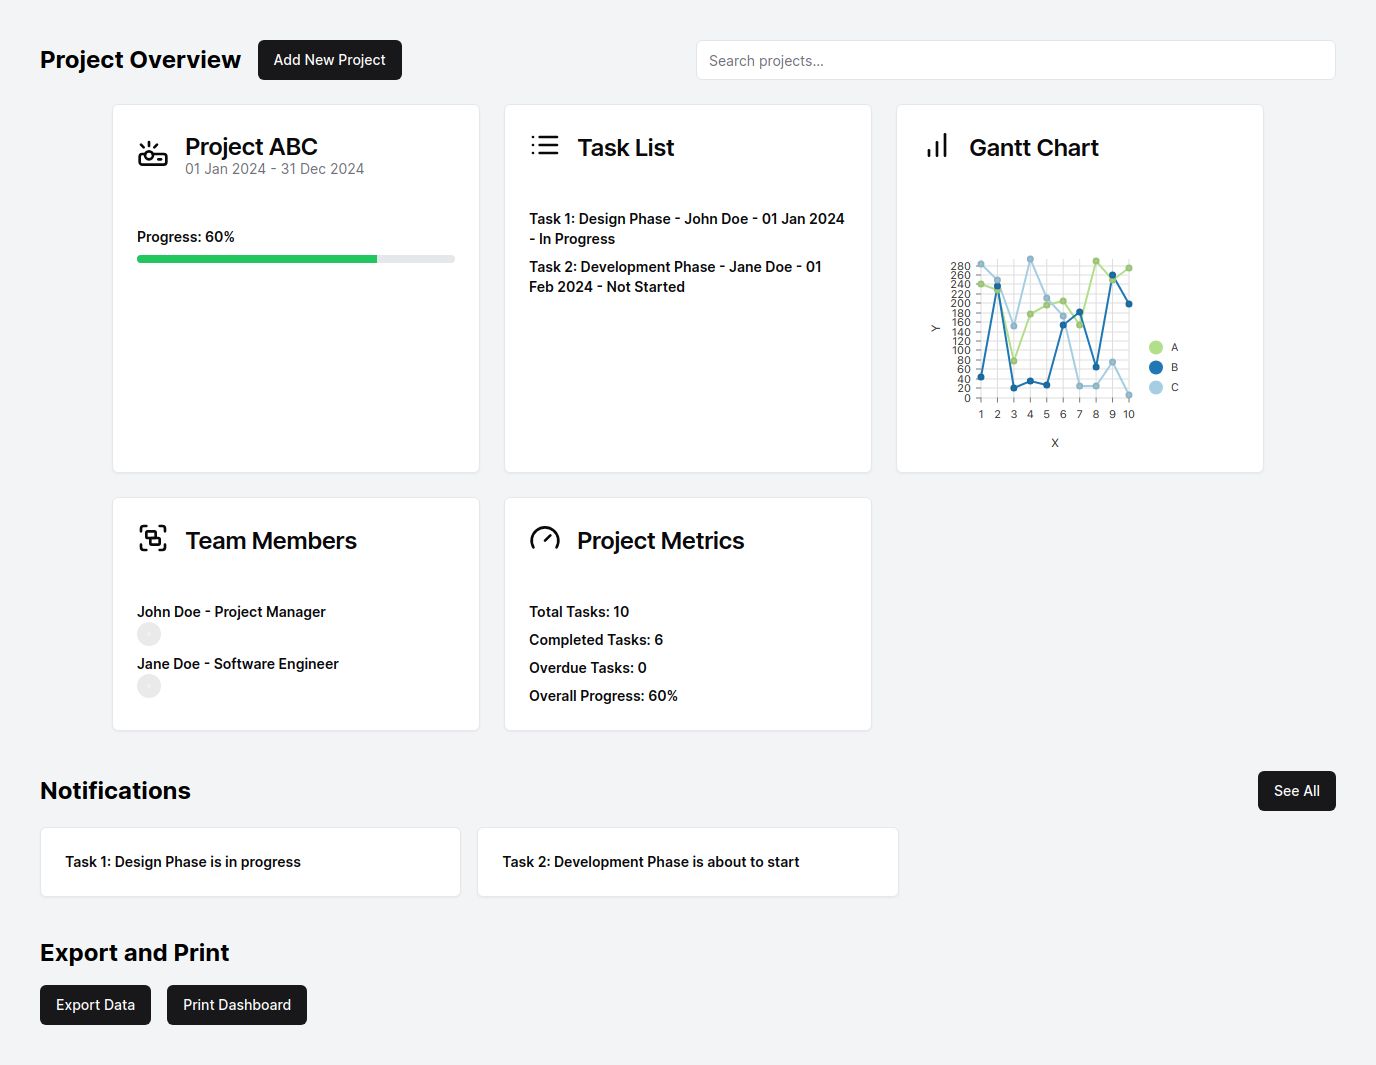 Project Overview
Add New Project
Search projects...
Project ABC
01 Jan 2024 - 31 Dec 2024
Progress: 60%
Task List
Task 1: Design Phase - John Doe - 01 Jan 2024
- In Progress
Task 2: Development Phase - Jane Doe - 01
Feb 2024 - Not Started
Gantt Chart
280
260
240
220
200
180
160
140
120
100
80
60
40
20
0
Y
1 2 3 4 5 6 7 8 9 10
X
A
B
C
Team Members
John Doe - Project Manager
Jane Doe - Software Engineer
Project Metrics
Total Tasks: 10
Completed Tasks: 6
Overdue Tasks: 0
Overall Progress: 60%
Notifications
See All
Task 1: Design Phase is in progress
Task 2: Development Phase is about to start
Export and Print
Export Data
Print Dashboard